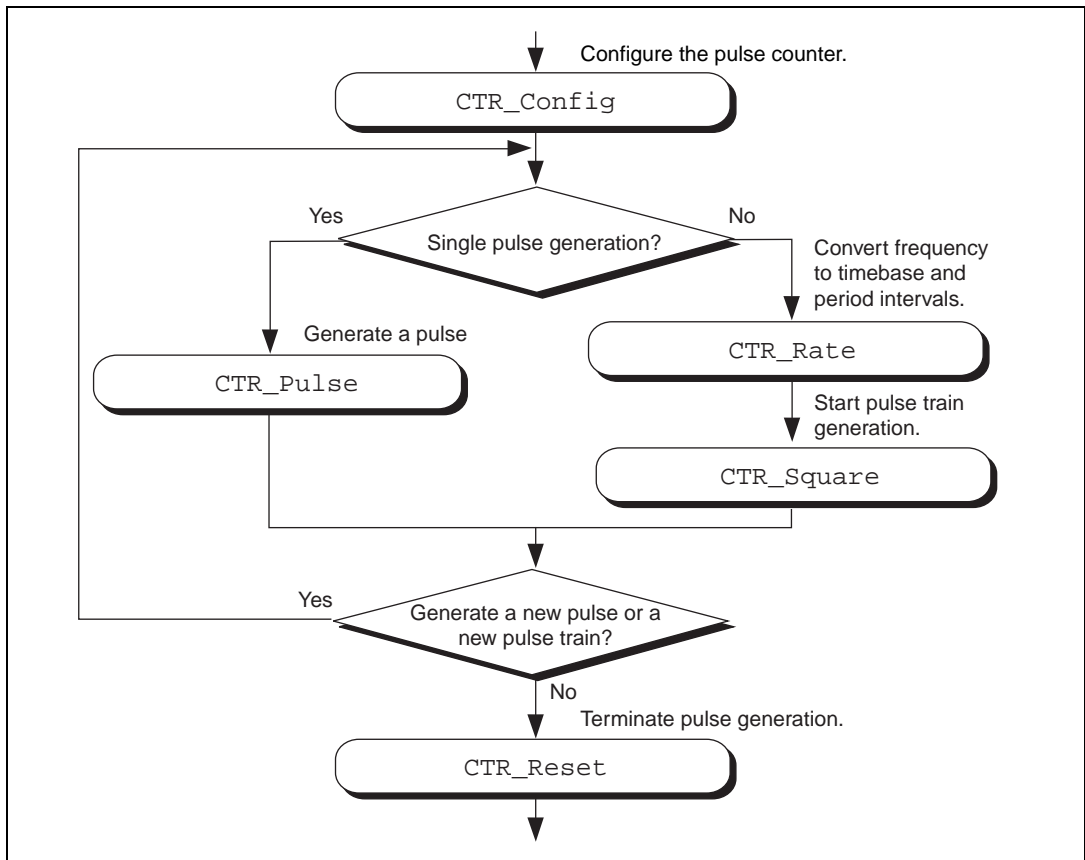 Configure the pulse counter.
CTR_Config
Yes
No
Single pulse generation?
Convert frequency
to timebase and
period intervals.
Generate a pulse
CTR_Rate
CTR_Pulse
Start pulse train
generation.
CTR_Square
Yes
Generate a new pulse or a
new pulse train?
No
Terminate pulse generation.
CTR_Reset